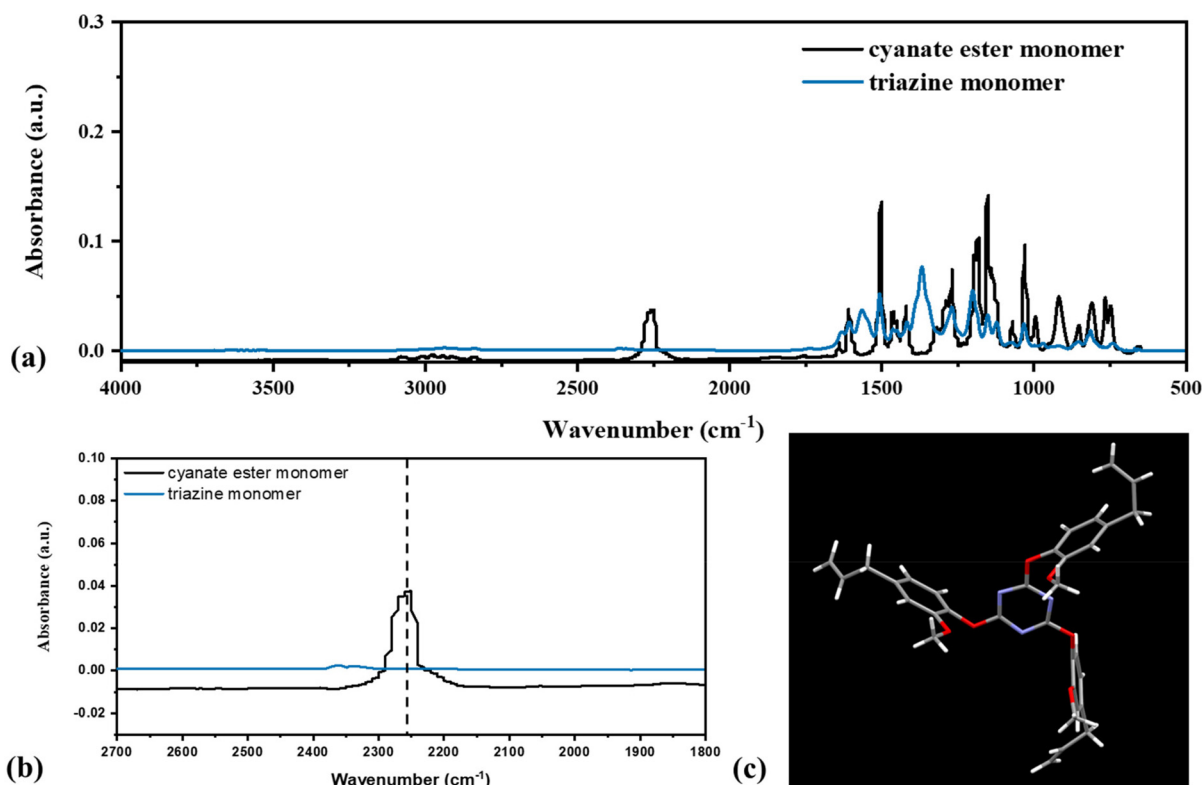 0.3
0.2
0.1
0.0
Absorbance (a.u.)
cyanate ester monomer
triazine monomer
(a)
4000 3500 3000 2500 2000 1500 1000 500
Wavenumber (cm-1)
0.10
0.08
0.06
0.04
0.02
0.00
-0.02
Absorbance (a.u.)
cyanate ester monomer
triazine monomer
2700 2600 2500 2400 2300 2200 2100 2000 1900 1800
(b)
Wavenumber (cm-1)
(c)